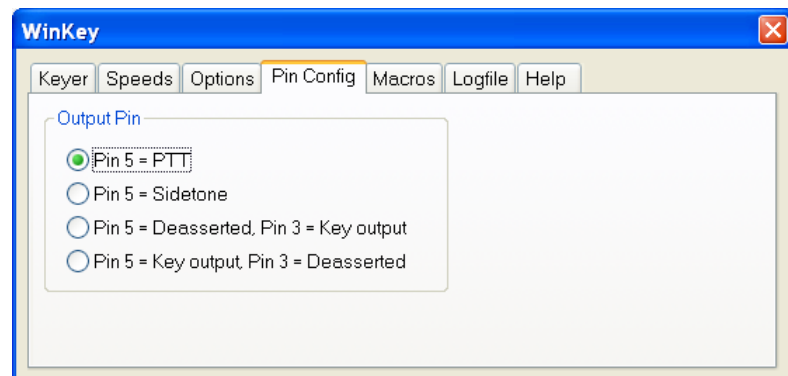 WinKey
Keyer Speeds Options Pin Config Macros Logfile Help
Output Pin
Pin 5 = PTT
Pin 5 = Sidetone
Pin 5 = Deasserted, Pin 3 = Key output
Pin 5 = Key output, Pin 3 = Deasserted